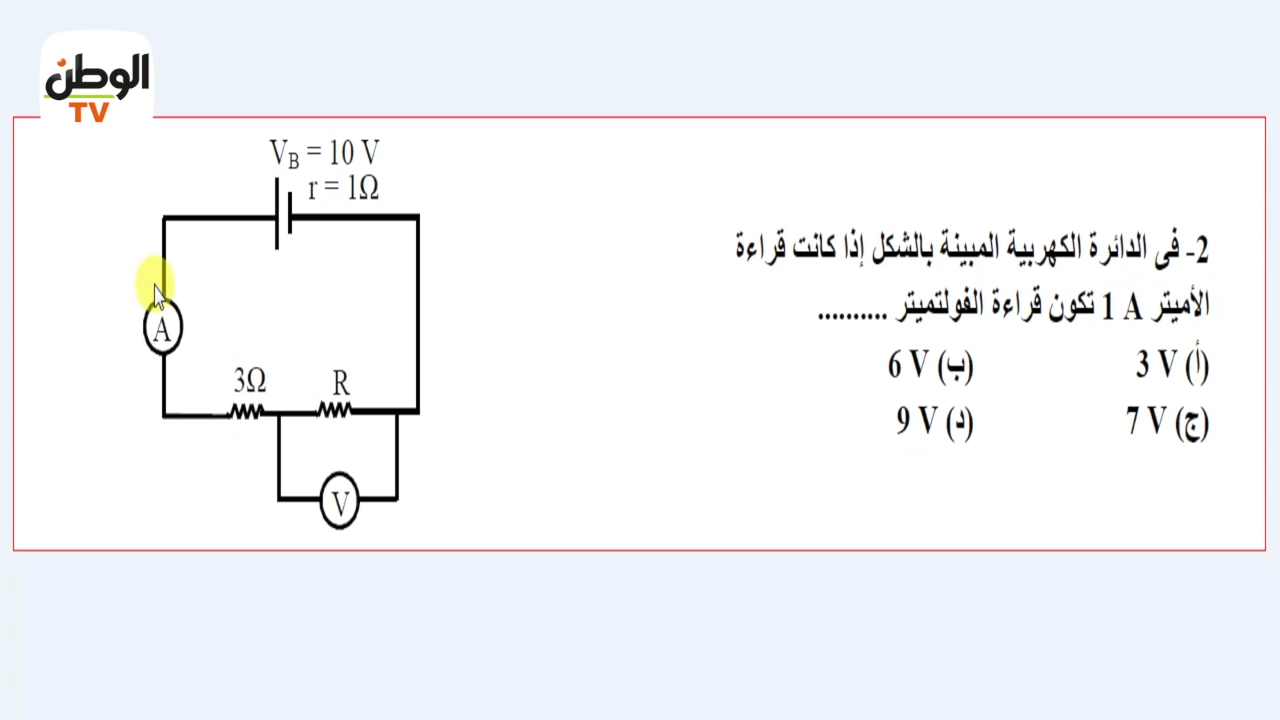 الوطن
TV
V_B = 10 V
r = 1Ω
A
3Ω
R
V
2- فى الدائرة الكهربية المبينة بالشكل إذا كانت قراءة
الأميتر 1 A تكون قراءة الفولتميتر ..........
(أ) 3 V (ب) 6 V
(ج) 7 V (د) 9 V